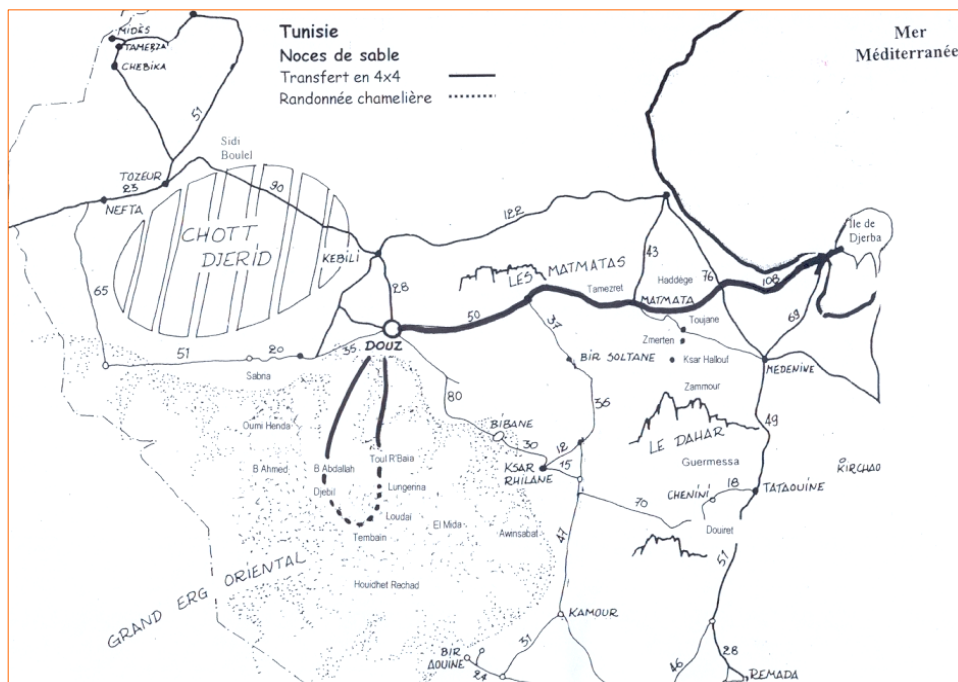 Tunisie
Noces de sable
Transfert en 4x4
Randonnée chamelière
Mer
Méditerranée
MIDÈS
TAMERZA
CHEBIKA
51
Sidi
Boulel
TOZEUR
23
NEFTA
90
CHOTT
DJERID
KEBILI
122
43
76
108
Ile de
Djerba
LES MATMATAS
Tamezret
Haddège
MATMATA
65
28
50
37
69
Toujane
Zmerten
Ksar Hallouf
MEDENINE
DOUZ
51
20
35
BIR SOLTANE
Sabna
80
36
Zammour
49
Oumi Henda
BIBANE
30
12
15
KSAR
RHILANE
LE DAHAR
Guermessa
KIRCHAO
B Ahmed
B Abdallah
Toul R'Baia
Djebil
Lungerina
CHENINI
18
TATAOUINE
70
Loudai
El Mida
Awinsabat
Tembain
Douiret
47
51
Houidhet Rechad
GRAND ERG ORIENTAL
KAMOUR
31
BIR
AOUINE
24
46
28
REMADA